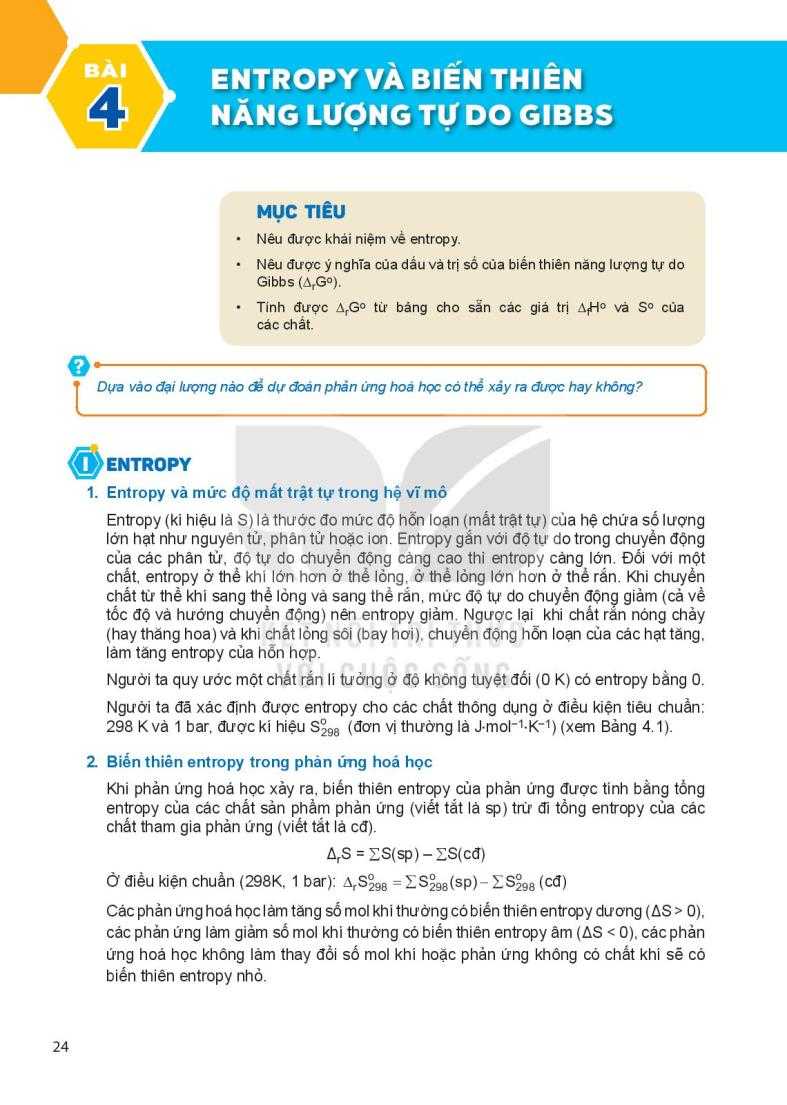 BÀI
4
ENTROPY VÀ BIẾN THIÊN
NĂNG LƯỢNG TỰ DO GIBBS
MỤC TIÊU
• Nêu được khái niệm về entropy.
• Nêu được ý nghĩa của dấu và trị số của biến thiên năng lượng tự do
Gibbs (ΔrGº).
• Tính được ΔrGº từ bảng cho sẵn các giá trị ΔfHº và Sº của
các chất.
?
Dựa vào đại lượng nào để dự đoán phản ứng hoá học có thể xảy ra được hay không?
I ENTROPY
1. Entropy và mức độ mất trật tự trong hệ vĩ mô
Entropy (kí hiệu là S) là thước đo mức độ hỗn loạn (mất trật tự) của hệ chứa số lượng
lớn hạt như nguyên tử, phân tử hoặc ion. Entropy gắn với độ tự do trong chuyển động
của các phân tử, độ tự do chuyển động càng cao thì entropy càng lớn. Đối với một
chất, entropy ở thể khí lớn hơn ở thể lỏng, ở thể lỏng lớn hơn ở thể rắn. Khi chuyển
chất từ thể khí sang thể lỏng và sang thể rắn, mức độ tự do chuyển động giảm (cả về
tốc độ và hướng chuyển động) nên entropy giảm. Ngược lại khi chất rắn nóng chảy
(hay thăng hoa) và khi chất lỏng sôi (bay hơi), chuyển động hỗn loạn của các hạt tăng,
làm tăng entropy của hỗn hợp.
KẾT NỐI TRI THỨC
VỚI CUỘC SỐNG
Người ta quy ước một chất rắn lí tưởng ở độ không tuyệt đối (0 K) có entropy bằng 0.
Người ta đã xác định được entropy cho các chất thông dụng ở điều kiện tiêu chuẩn:
298 K và 1 bar, được kí hiệu Sº298 (đơn vị thường là J·mol⁻¹·K⁻¹) (xem Bảng 4.1).
2. Biến thiên entropy trong phản ứng hoá học
Khi phản ứng hoá học xảy ra, biến thiên entropy của phản ứng được tính bằng tổng
entropy của các chất sản phẩm phản ứng (viết tắt là sp) trừ đi tổng entropy của các
chất tham gia phản ứng (viết tắt là cđ).
ΔrS = ∑S(sp) – ∑S(cđ)
Ở điều kiện chuẩn (298K, 1 bar): ΔrSº298 = ∑Sº298(sp) – ∑Sº298 (cđ)
Các phản ứng hoá học làm tăng số mol khí thường có biến thiên entropy dương (ΔS > 0),
các phản ứng làm giảm số mol khí thường có biến thiên entropy âm (ΔS < 0), các phản
ứng hoá học không làm thay đổi số mol khí hoặc phản ứng không có chất khí sẽ có
biến thiên entropy nhỏ.
24